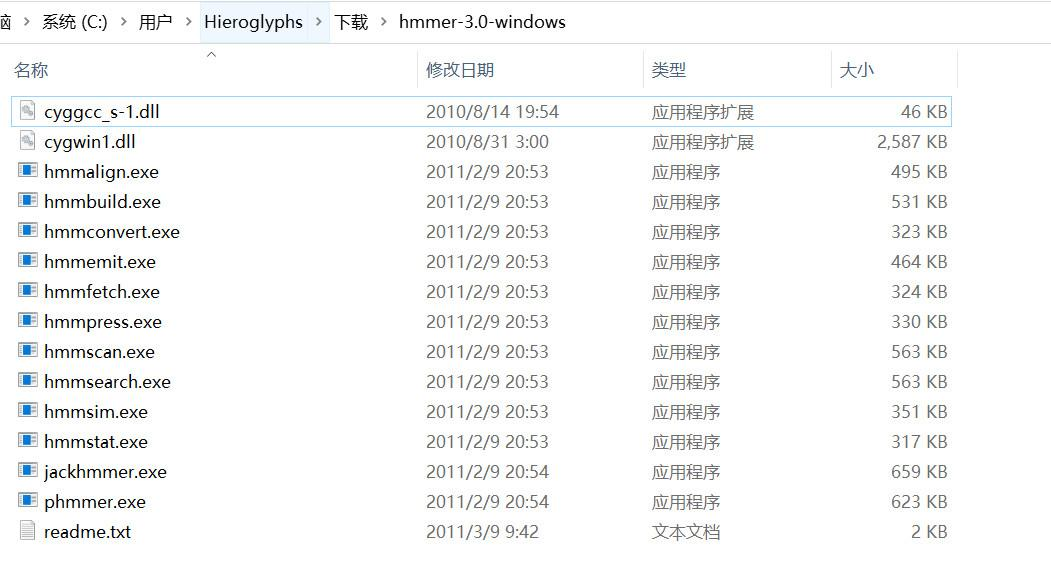 脑 > 系统 (C:) > 用户 > Hieroglyphs > 下载 > hmmer-3.0-windows
名称 修改日期 类型 大小
cyggcc_s-1.dll 2010/8/14 19:54 应用程序扩展 46 KB
cygwin1.dll 2010/8/31 3:00 应用程序扩展 2,587 KB
hmmalign.exe 2011/2/9 20:53 应用程序 495 KB
hmmbuild.exe 2011/2/9 20:53 应用程序 531 KB
hmmconvert.exe 2011/2/9 20:53 应用程序 323 KB
hmmemit.exe 2011/2/9 20:53 应用程序 464 KB
hmmfetch.exe 2011/2/9 20:53 应用程序 324 KB
hmmpress.exe 2011/2/9 20:53 应用程序 330 KB
hmmscan.exe 2011/2/9 20:53 应用程序 563 KB
hmmsearch.exe 2011/2/9 20:53 应用程序 563 KB
hmmsim.exe 2011/2/9 20:53 应用程序 351 KB
hmmstat.exe 2011/2/9 20:53 应用程序 317 KB
jackhmmer.exe 2011/2/9 20:54 应用程序 659 KB
phmmer.exe 2011/2/9 20:54 应用程序 623 KB
readme.txt 2011/3/9 9:42 文本文档 2 KB